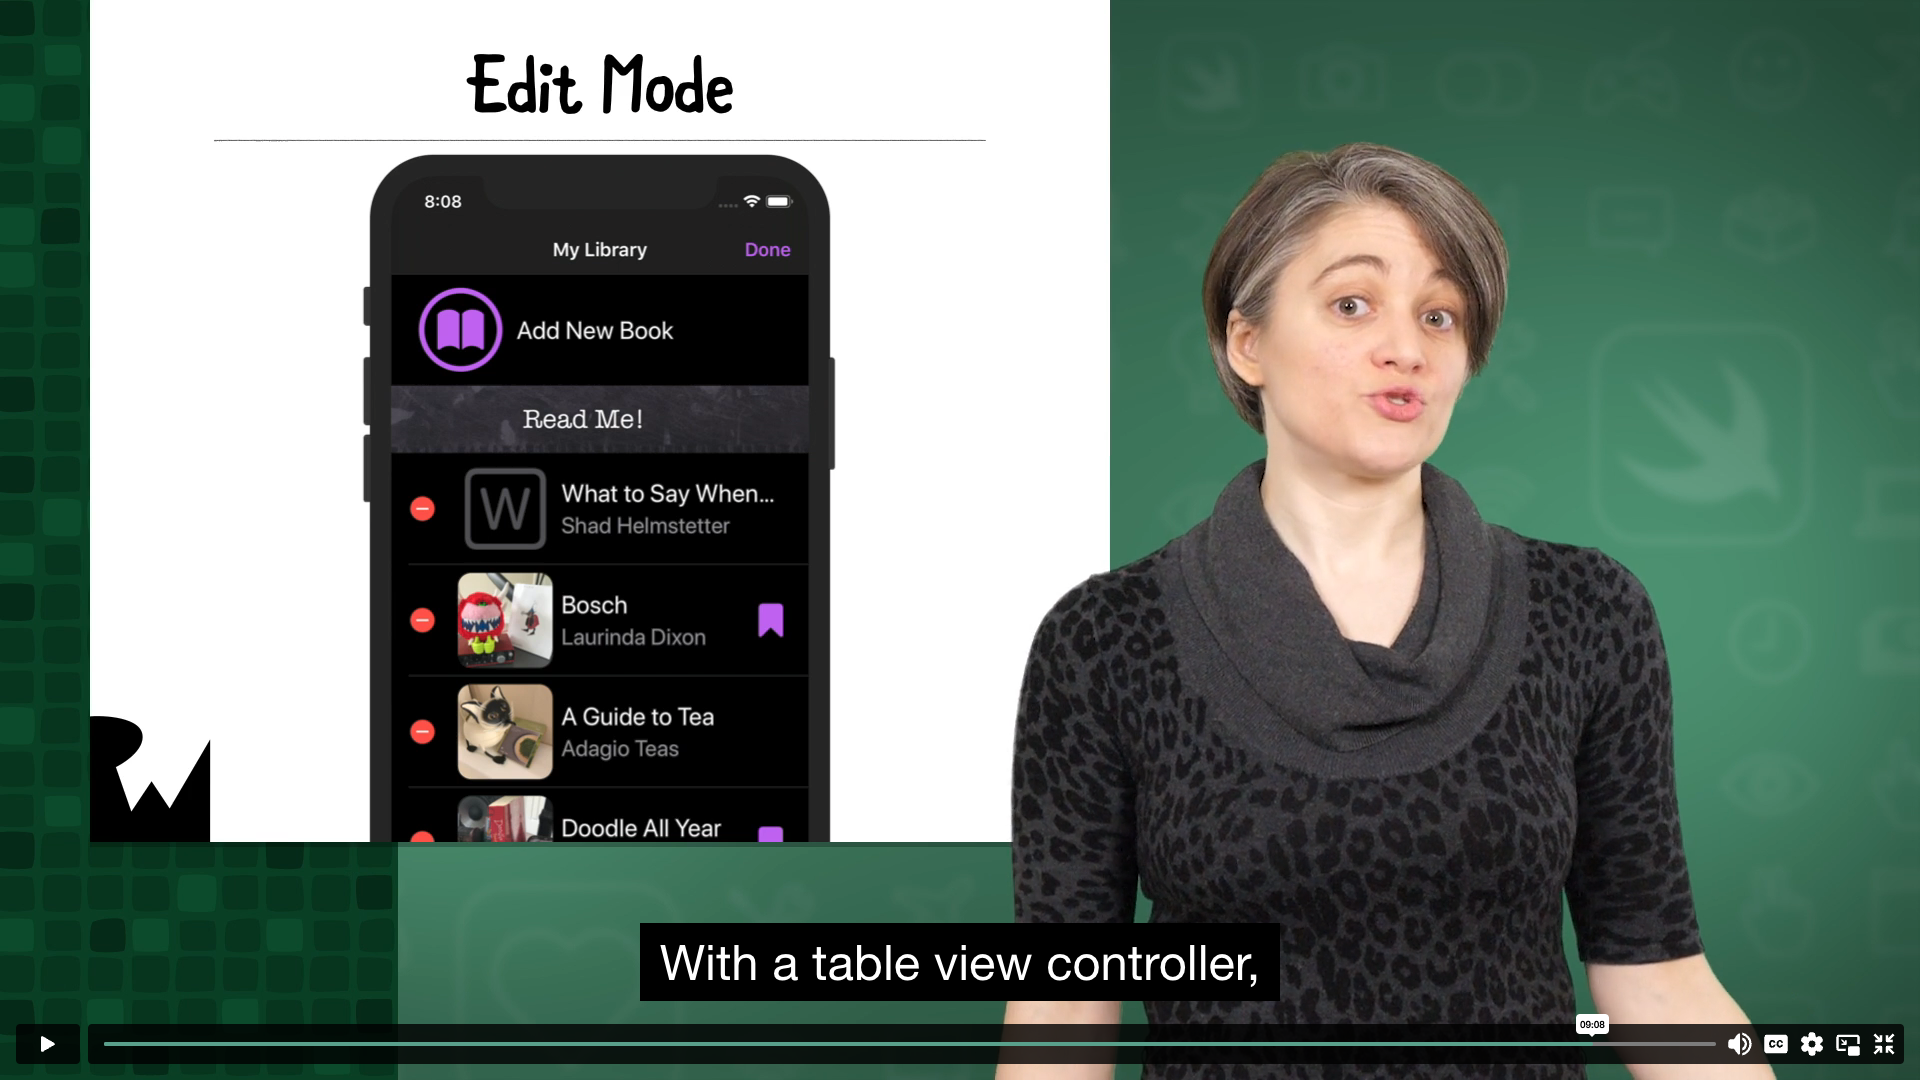 Edit Mode
8:08
My Library
Done
Add New Book
Read Me!
W
What to Say When...
Shad Helmstetter
Bosch
Laurinda Dixon
A Guide to Tea
Adagio Teas
Doodle All Year
RW
With a table view controller,
09:08
CC